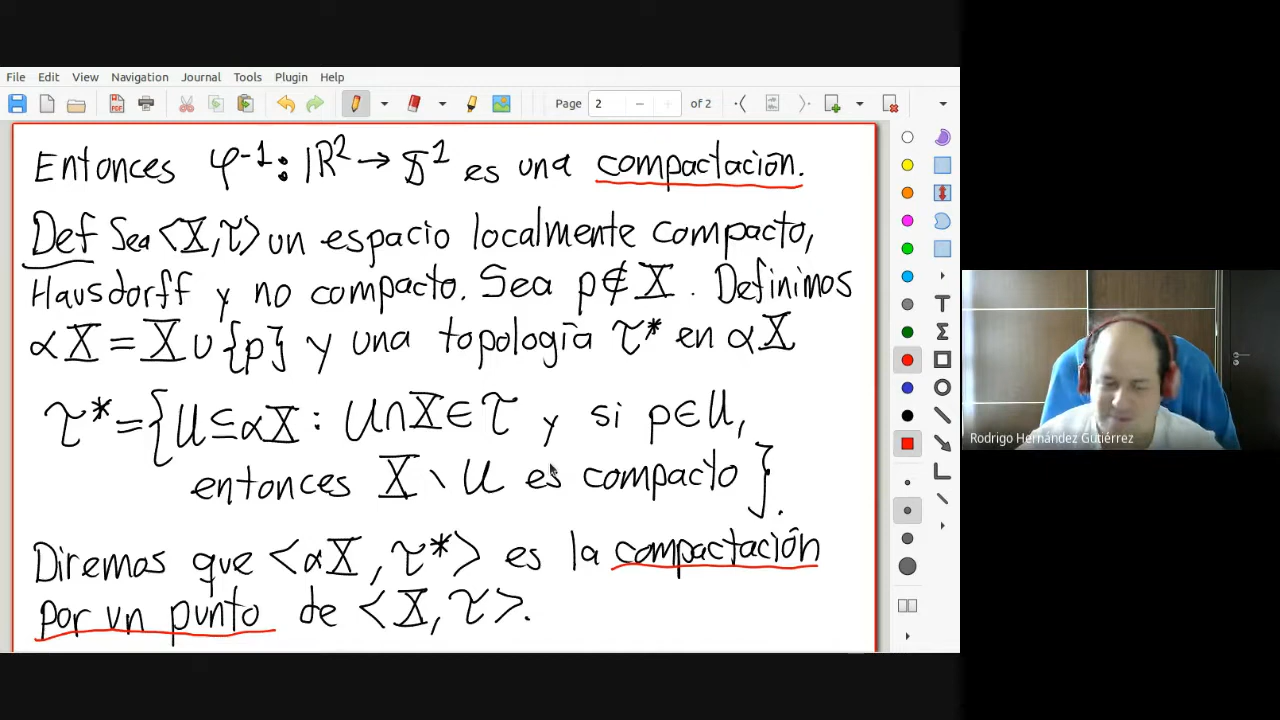 File Edit View Navigation Journal Tools Plugin Help
Page 2 of 2
Entonces φ-1: ℝ2 → S2 es una compactación.
Def Sea <X,τ> un espacio localmente compacto,
Hausdorff y no compacto. Sea p∉X. Definimos
αX = X∪{p} y una topología τ* en αX
τ*={U⊆αX: U∩X∈τ y si p∈U,
entonces X\U es compacto}.
Diremos que <αX, τ*> es la compactación
por un punto de <X, τ>.
Rodrigo Hernández Gutiérrez